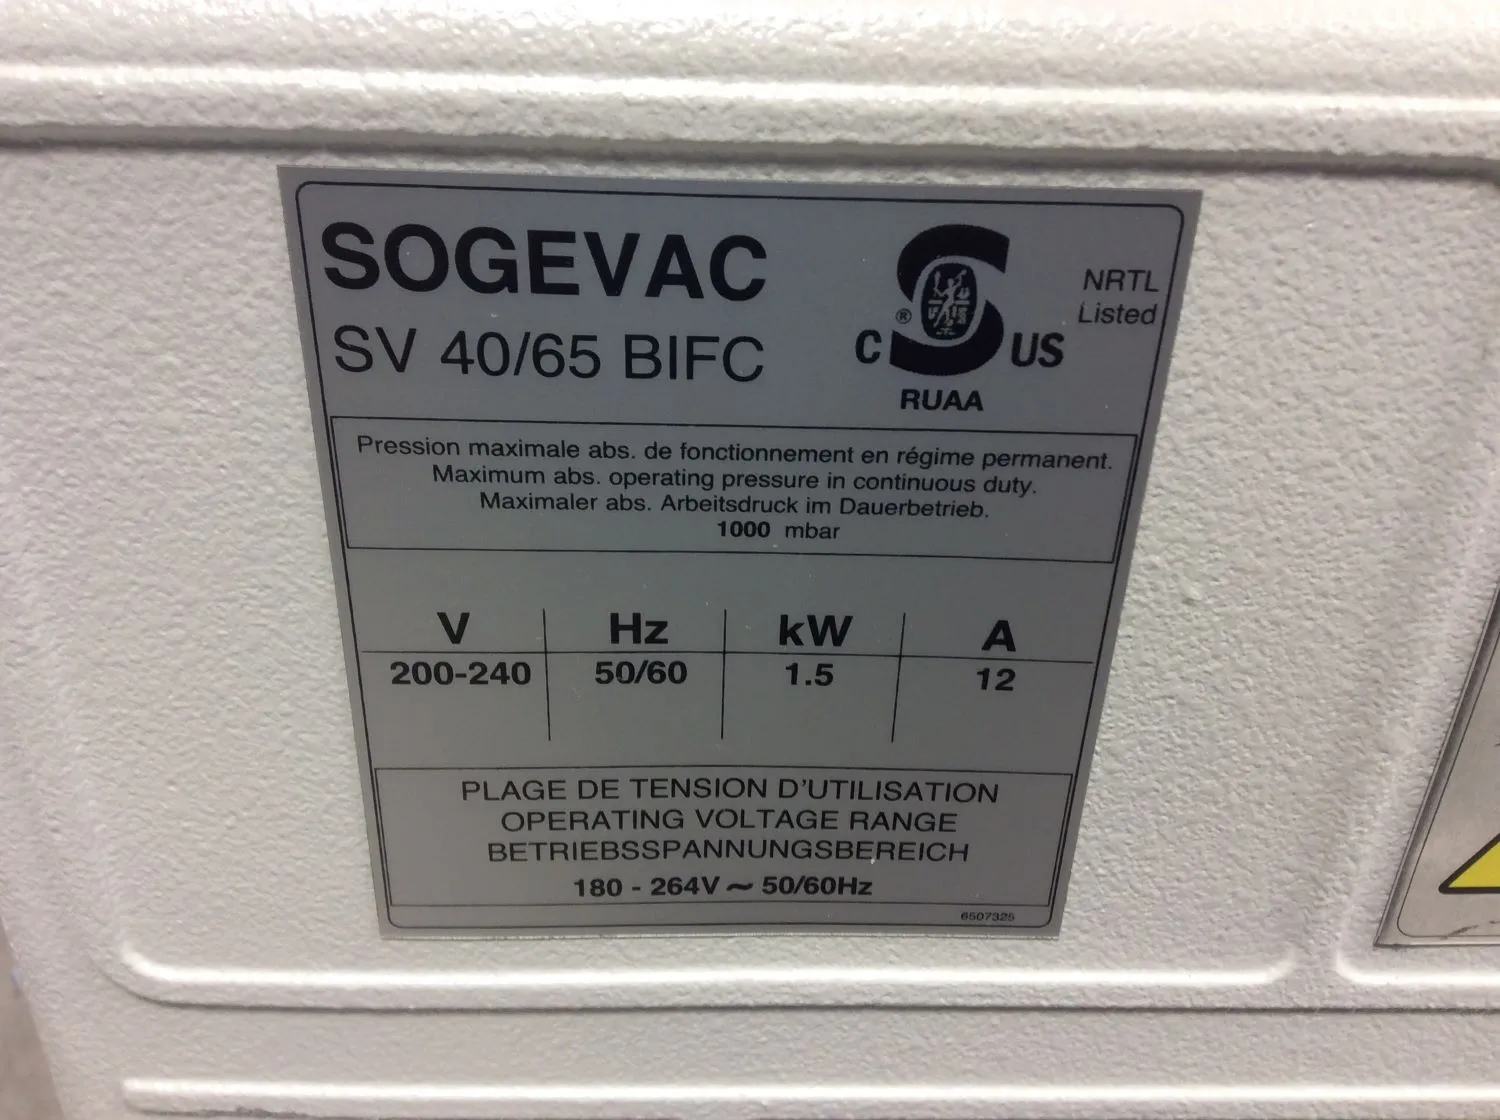 SOGEVAC
SV 40/65 BIFC
NRTL
Listed
® C US
RUAA
Pression maximale abs. de fonctionnement en régime permanent.
Maximum abs. operating pressure in continuous duty.
Maximaler abs. Arbeitsdruck im Dauerbetrieb.
1000 mbar
V Hz kW A
200-240 50/60 1.5 12
PLAGE DE TENSION D'UTILISATION
OPERATING VOLTAGE RANGE
BETRIEBSSPANNUNGSBEREICH
180 - 264V ~ 50/60Hz
6507325